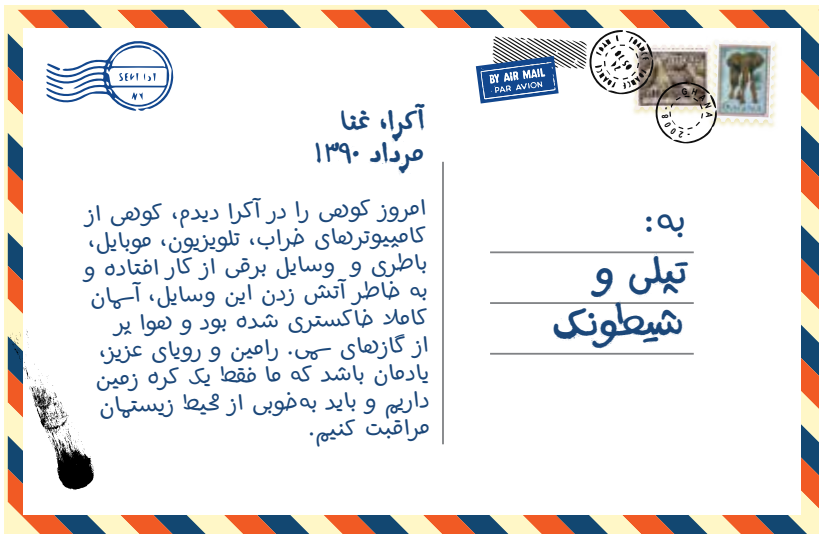 BY AIR MAIL
PAR AVION
GHANA
2008
آکرا، غنا
مرداد ۱۳۹۰
امروز کوهی را در آکرا دیدم، کوهی از
کامپیوترهای خراب، تلویزیون، موبایل،
باطری و وسایل برقی از کار افتاده و
به خاطر آتش زدن این وسایل، آسمان
کاملا خاکستری شده بود و هوا پر
از گازهای سمی. رامین و رویای عزیز،
یادمان باشد که ما فقط یک کره زمین
داریم و باید به‌خوبی از محیط زیستمان
مراقبت کنیم.
به:
تپلی و
شیطونک